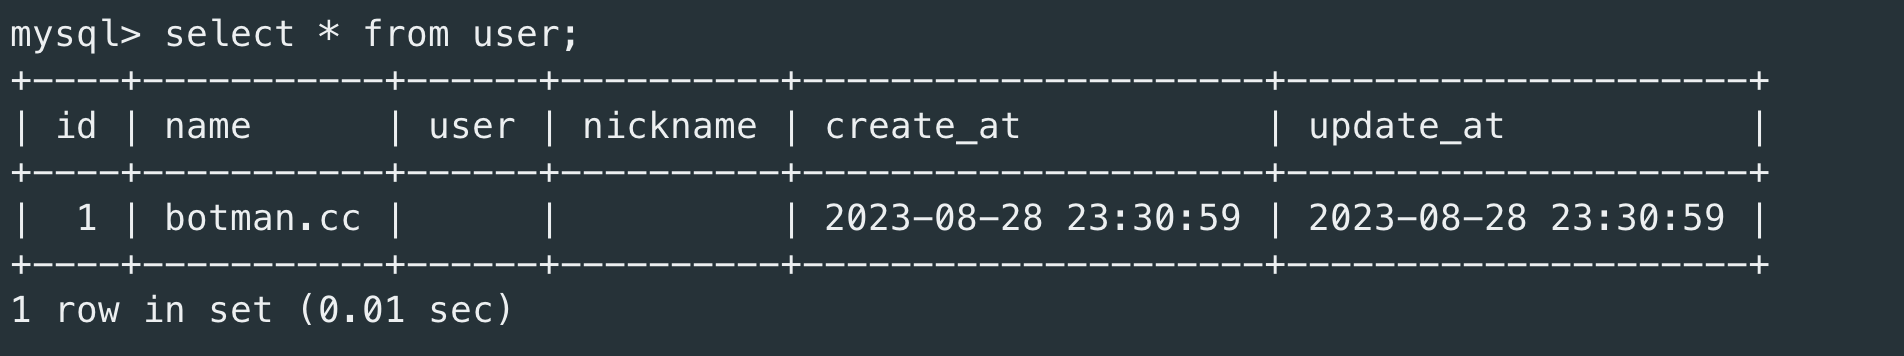 mysql> select * from user;
+----+-----------+------+----------+---------------------+---------------------+
| id | name      | user | nickname | create_at           | update_at           |
+----+-----------+------+----------+---------------------+---------------------+
|  1 | botman.cc |      |          | 2023-08-28 23:30:59 | 2023-08-28 23:30:59 |
+----+-----------+------+----------+---------------------+---------------------+
1 row in set (0.01 sec)